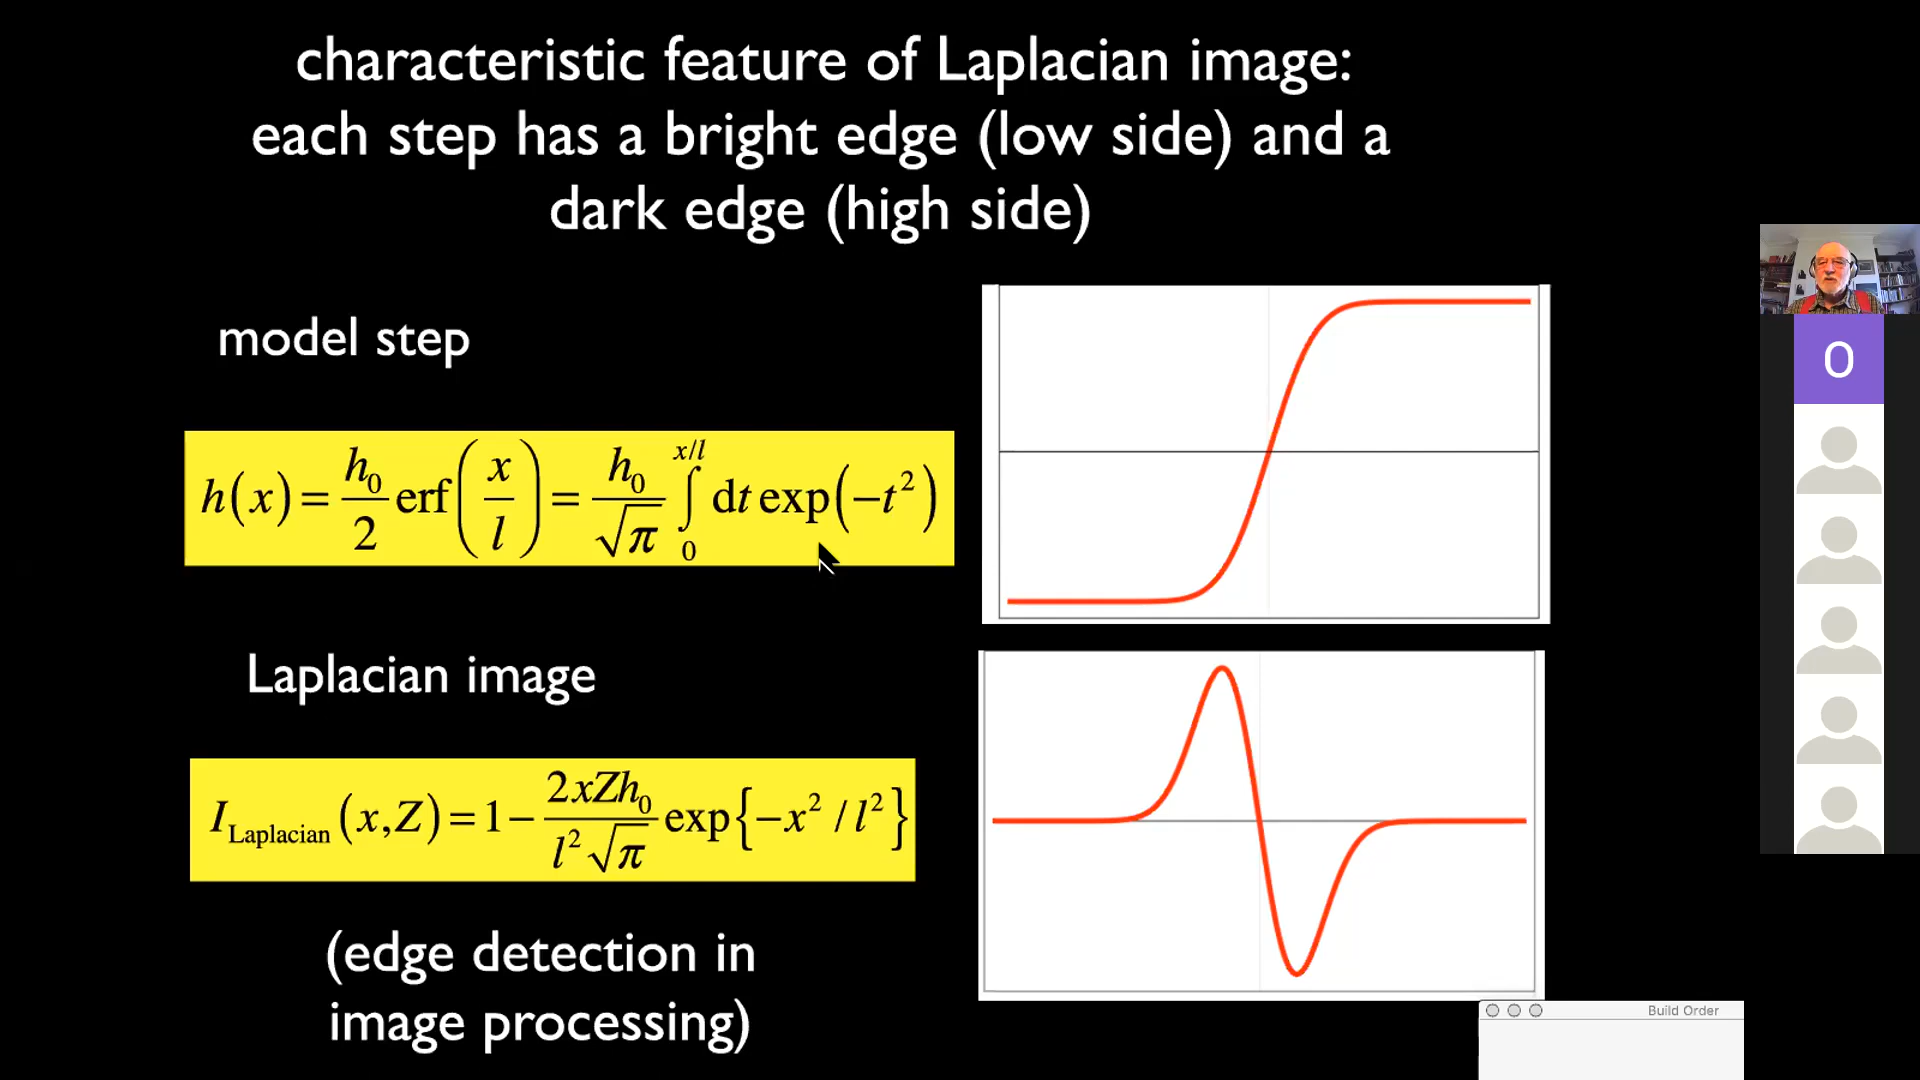 characteristic feature of Laplacian image:
each step has a bright edge (low side) and a
dark edge (high side)
model step
h(x) = h₀/2 erf(x/l) = h₀/√π ∫₀^{x/l} dt exp(−t²)
Laplacian image
I_Laplacian (x,Z) = 1 − 2xZh₀/l²√π exp{−x² / l²}
(edge detection in
image processing)
O
Build Order